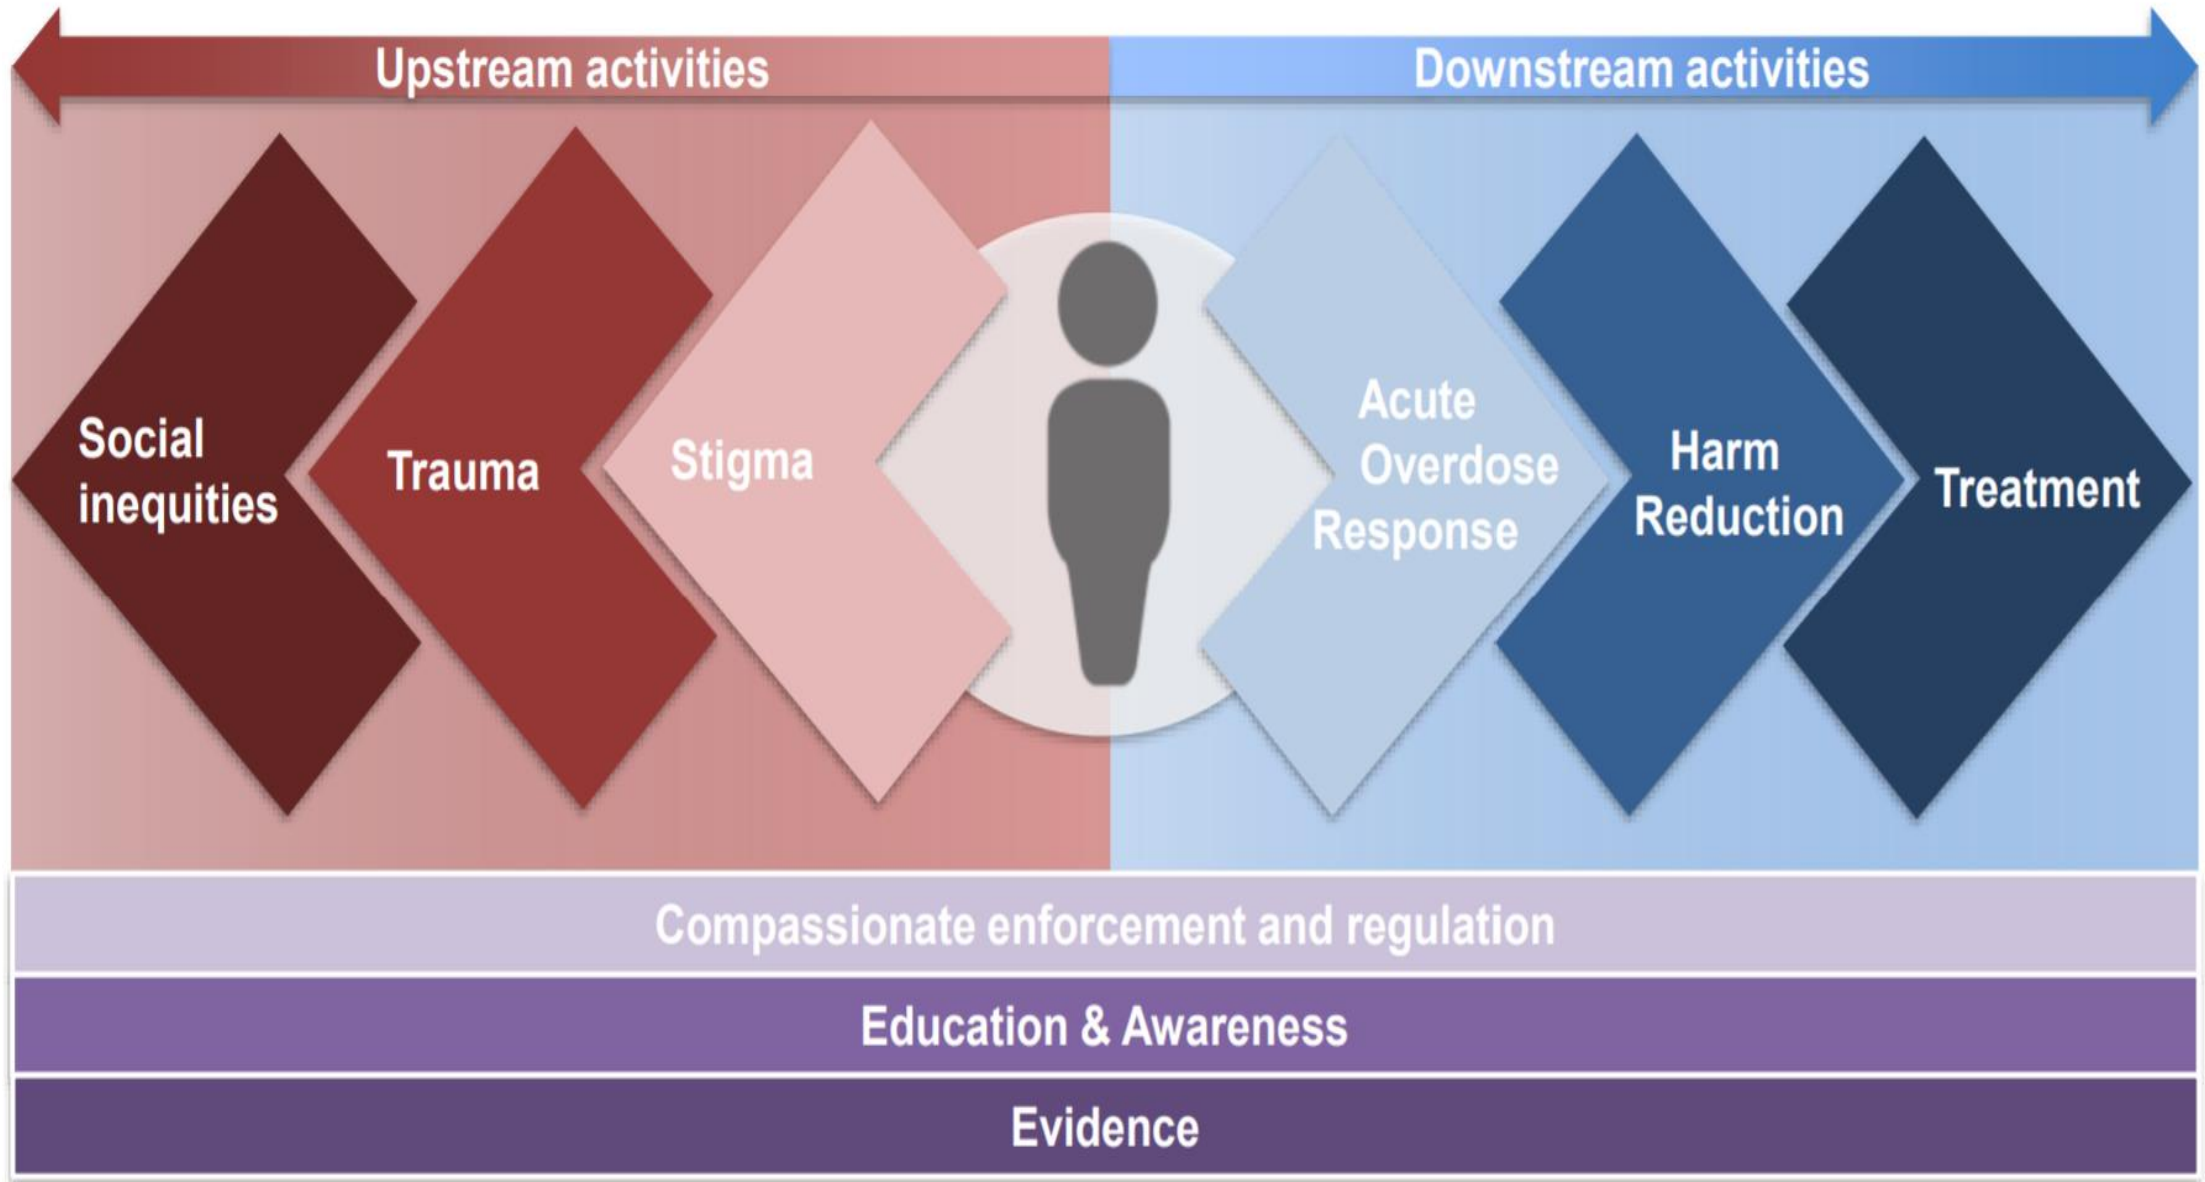 Upstream activities
Downstream activities
Social
inequities
Trauma
Stigma
Acute
Overdose
Response
Harm
Reduction
Treatment
Compassionate enforcement and regulation
Education & Awareness
Evidence